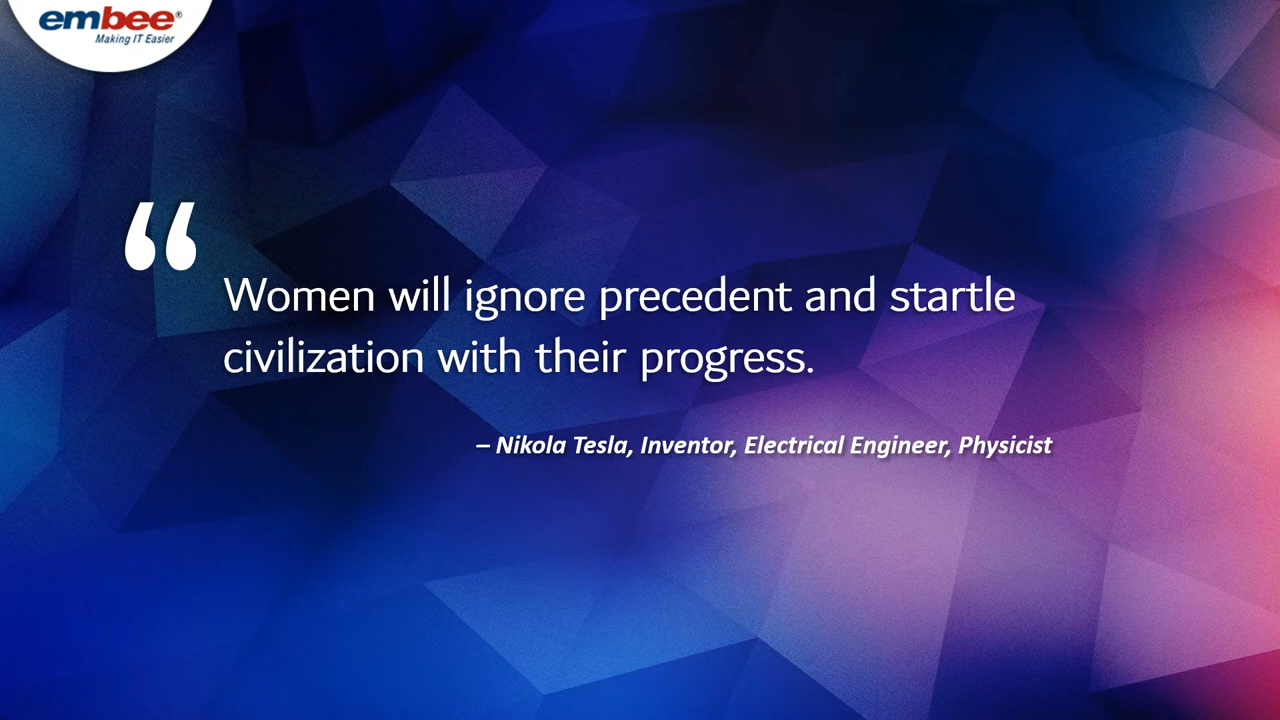 embee®
Making IT Easier
“
Women will ignore precedent and startle
civilization with their progress.
– Nikola Tesla, Inventor, Electrical Engineer, Physicist